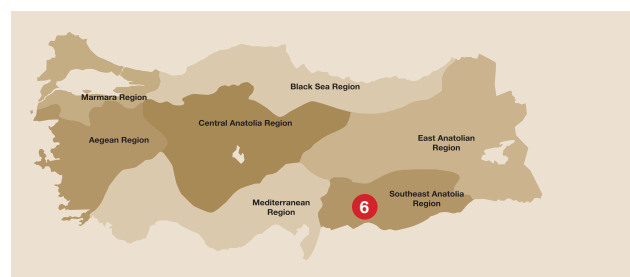 Black Sea Region
Marmara Region
Central Anatolia Region
Aegean Region
East Anatolian
Region
Mediterranean
Region
6
Southeast Anatolia
Region